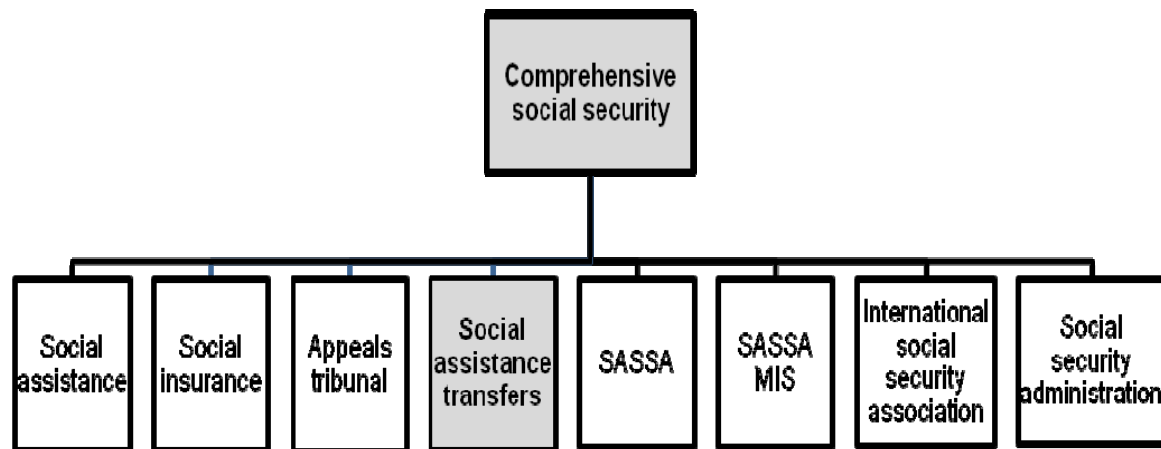 Comprehensive
social security
Social
assistance
Social
insurance
Appeals
tribunal
Social
assistance
transfers
SASSA
SASSA
MIS
International
social
security
association
Social
security
administration